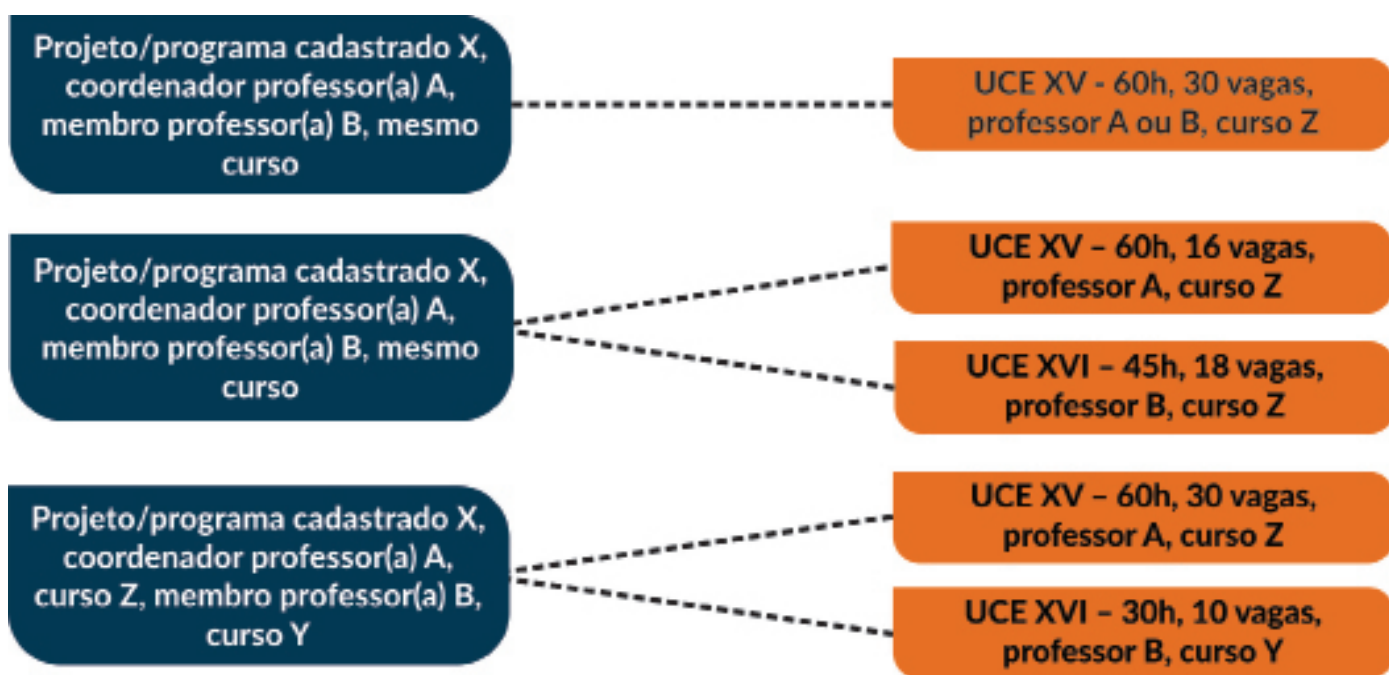 Projeto/programa cadastrado X,
coordenador professor(a) A,
membro professor(a) B, mesmo
curso
UCE XV - 60h, 30 vagas,
professor A ou B, curso Z
Projeto/programa cadastrado X,
coordenador professor(a) A,
membro professor(a) B, mesmo
curso
UCE XV – 60h, 16 vagas,
professor A, curso Z
UCE XVI – 45h, 18 vagas,
professor B, curso Z
Projeto/programa cadastrado X,
coordenador professor(a) A,
curso Z, membro professor(a) B,
curso Y
UCE XV – 60h, 30 vagas,
professor A, curso Z
UCE XVI – 30h, 10 vagas,
professor B, curso Y